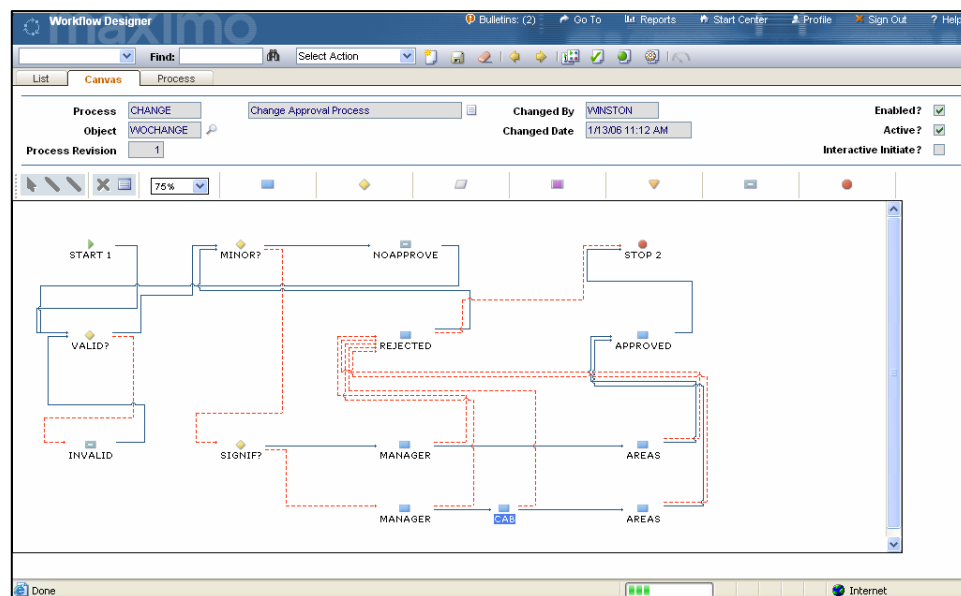 Workflow Designer
maximo
Bulletins: (2) Go To Reports Start Center Profile Sign Out ? Help
Find: Select Action
List Canvas Process
Process CHANGE Change Approval Process Changed By WINSTON Enabled?
Object WOCHANGE Changed Date 1/13/06 11:12 AM Active?
Process Revision 1 Interactive Initiate?
75%
START 1 MINOR? NOAPPROVE STOP 2
VALID? REJECTED APPROVED
INVALID SIGNIF? MANAGER AREAS
MANAGER CAB AREAS
Done Internet